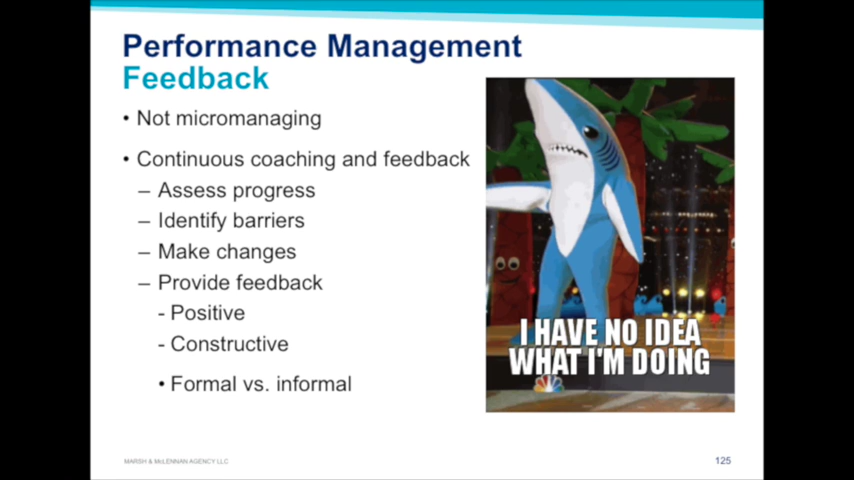 Performance Management
Feedback
• Not micromanaging
• Continuous coaching and feedback
– Assess progress
– Identify barriers
– Make changes
– Provide feedback
- Positive
- Constructive
• Formal vs. informal
I HAVE NO IDEA
WHAT I'M DOING
MARSH & McLENNAN AGENCY LLC
125